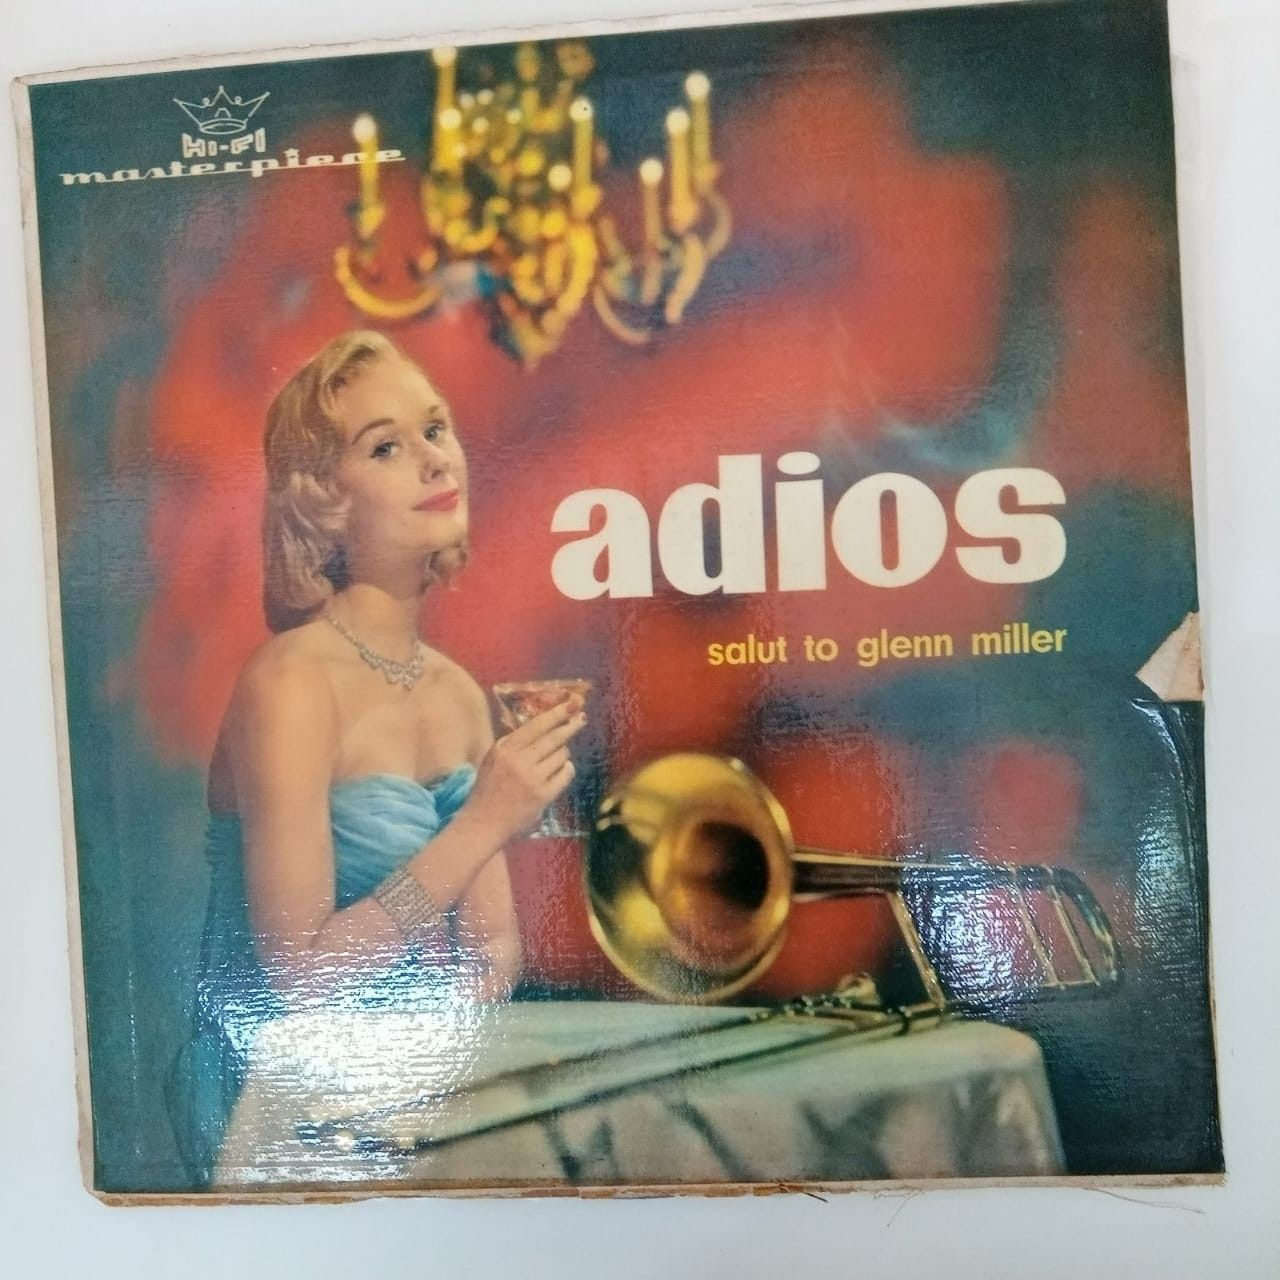 HI-FI
masterpiece
adios
salut to glenn miller